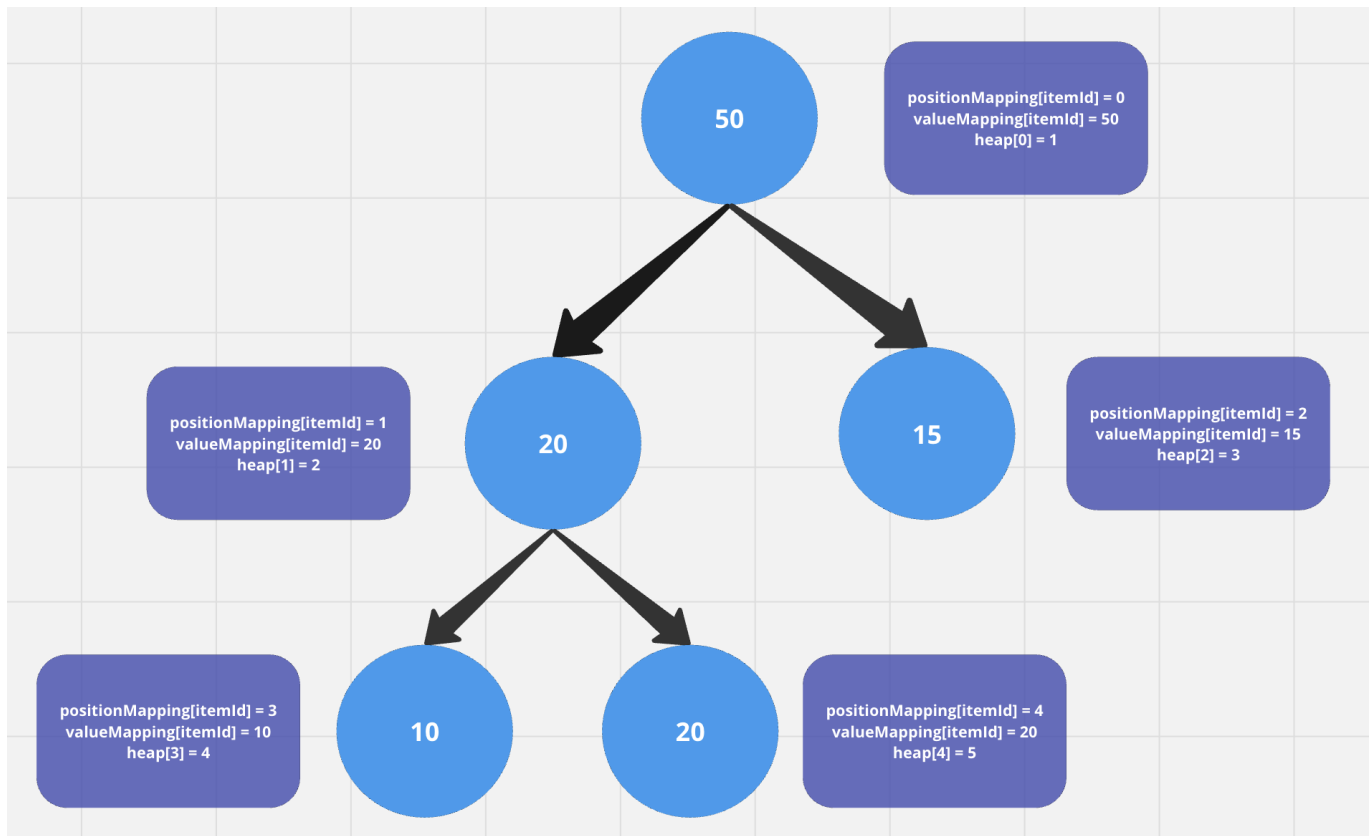 50
positionMapping[itemId] = 0
valueMapping[itemId] = 50
heap[0] = 1
positionMapping[itemId] = 1
valueMapping[itemId] = 20
heap[1] = 2
20
15
positionMapping[itemId] = 2
valueMapping[itemId] = 15
heap[2] = 3
positionMapping[itemId] = 3
valueMapping[itemId] = 10
heap[3] = 4
10
20
positionMapping[itemId] = 4
valueMapping[itemId] = 20
heap[4] = 5